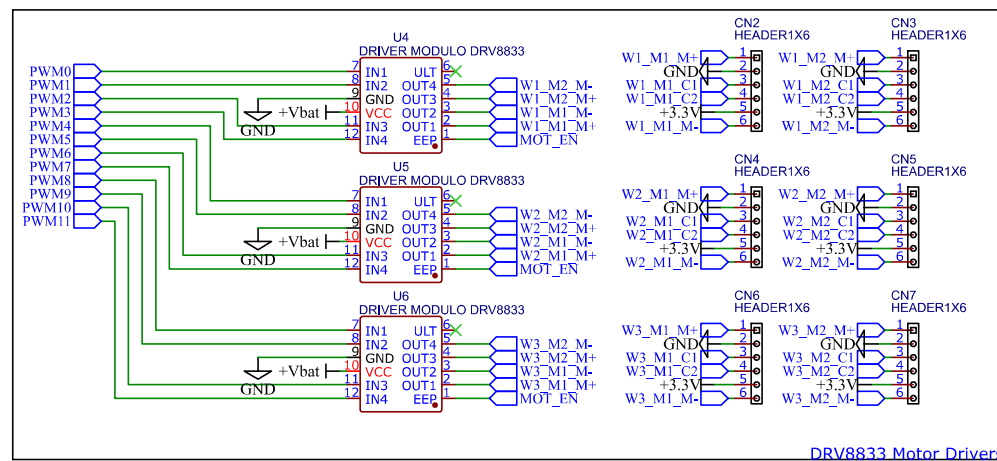 PWM0
PWM1
PWM2
PWM3
PWM4
PWM5
PWM6
PWM7
PWM8
PWM9
PWM10
PWM11
U4
DRIVER MODULO DRV8833
7 IN1 ULT 6
8 IN2 OUT4 5 W1_M2_M-
9 GND OUT3 4 W1_M2_M+
10 VCC OUT2 3 W1_M1_M-
11 IN3 OUT1 2 W1_M1_M+
12 IN4 EEP 1 MOT_EN
+Vbat
GND
U5
DRIVER MODULO DRV8833
7 IN1 ULT 6
8 IN2 OUT4 5 W2_M2_M-
9 GND OUT3 4 W2_M2_M+
10 VCC OUT2 3 W2_M1_M-
11 IN3 OUT1 2 W2_M1_M+
12 IN4 EEP 1 MOT_EN
+Vbat
GND
U6
DRIVER MODULO DRV8833
7 IN1 ULT 6
8 IN2 OUT4 5 W3_M2_M-
9 GND OUT3 4 W3_M2_M+
10 VCC OUT2 3 W3_M1_M-
11 IN3 OUT1 2 W3_M1_M+
12 IN4 EEP 1 MOT_EN
+Vbat
GND
CN2
HEADER1X6
W1_M1_M+ 1
GND 2
W1_M1_C1 3
W1_M1_C2 4
+3.3V 5
W1_M1_M- 6
CN3
HEADER1X6
W1_M2_M+ 1
GND 2
W1_M2_C1 3
W1_M2_C2 4
+3.3V 5
W1_M2_M- 6
CN4
HEADER1X6
W2_M1_M+ 1
GND 2
W2_M1_C1 3
W2_M1_C2 4
+3.3V 5
W2_M1_M- 6
CN5
HEADER1X6
W2_M2_M+ 1
GND 2
W2_M2_C1 3
W2_M2_C2 4
+3.3V 5
W2_M2_M- 6
CN6
HEADER1X6
W3_M1_M+ 1
GND 2
W3_M1_C1 3
W3_M1_C2 4
+3.3V 5
W3_M1_M- 6
CN7
HEADER1X6
W3_M2_M+ 1
GND 2
W3_M2_C1 3
W3_M2_C2 4
+3.3V 5
W3_M2_M- 6
DRV8833 Motor Drivers